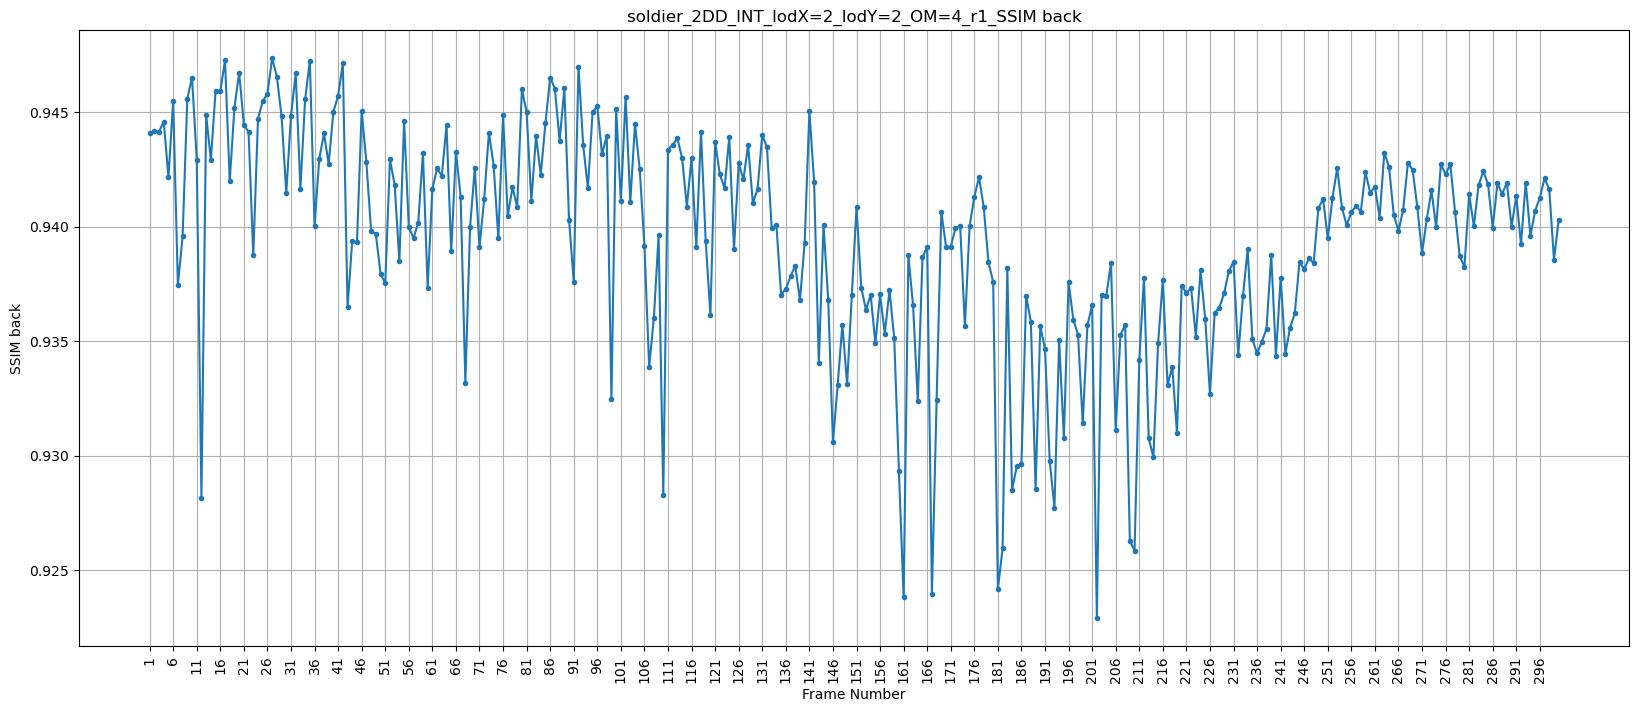 soldier_2DD_INT_lodX=2_lodY=2_OM=4_r1_SSIM back
SSIM back
0.945
0.940
0.935
0.930
0.925
1 6 11 16 21 26 31 36 41 46 51 56 61 66 71 76 81 86 91 96 101 106 111 116 121 126 131 136 141 146 151 156 161 166 171 176 181 186 191 196 201 206 211 216 221 226 231 236 241 246 251 256 261 266 271 276 281 286 291 296
Frame Number